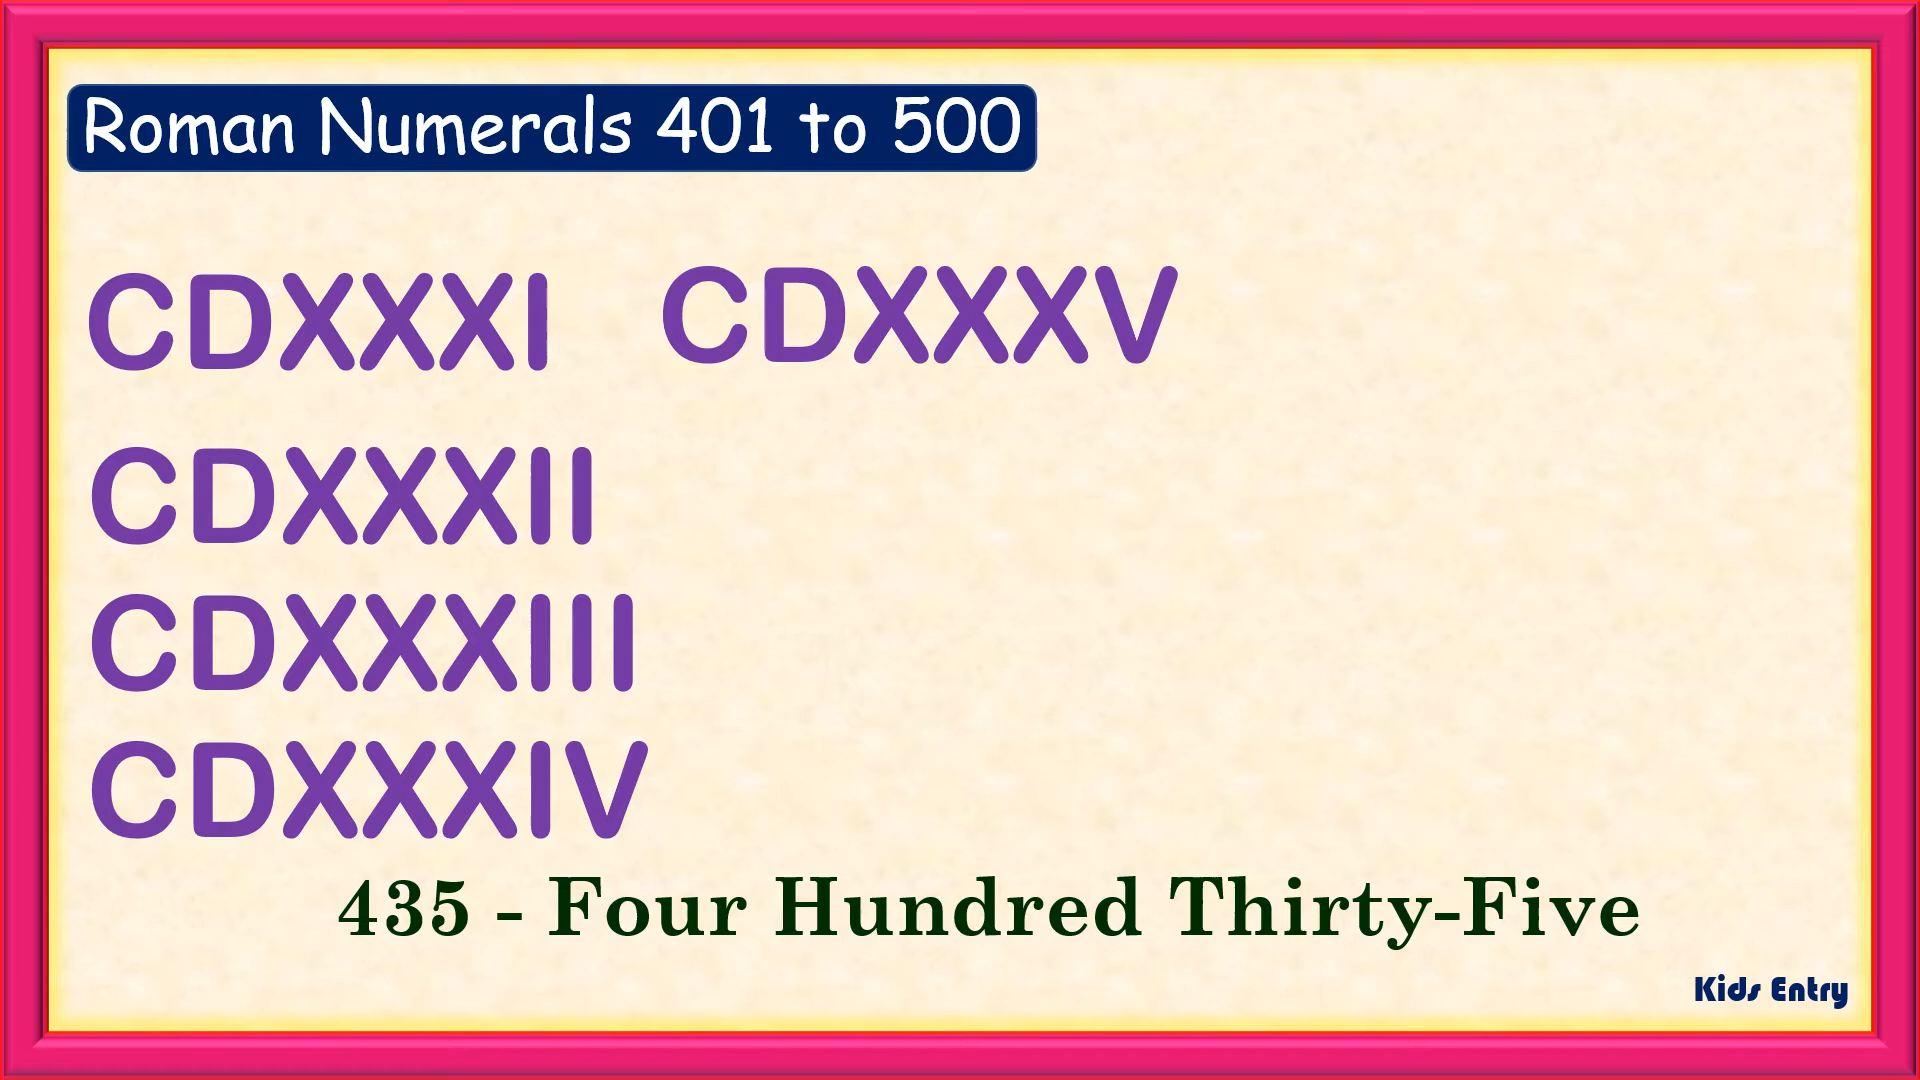 Roman Numerals 401 to 500
CDXXXI
CDXXXII
CDXXXIII
CDXXXIV
CDXXXV
435 - Four Hundred Thirty-Five
Kids Entry